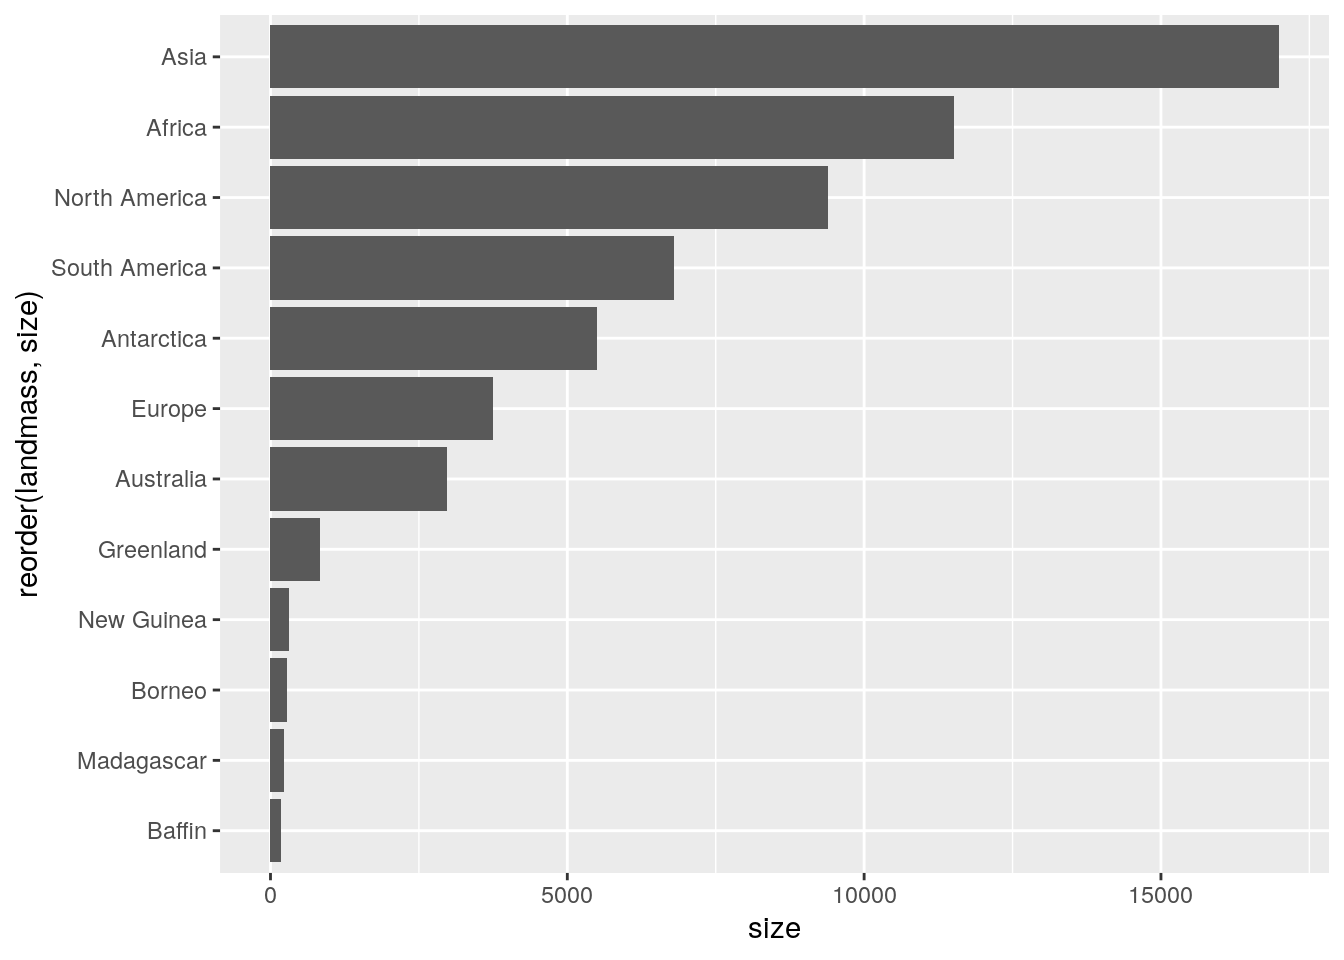 Asia
Africa
North America
South America
Antarctica
Europe
Australia
Greenland
New Guinea
Borneo
Madagascar
Baffin
reorder(landmass, size)
0 5000 10000 15000
size